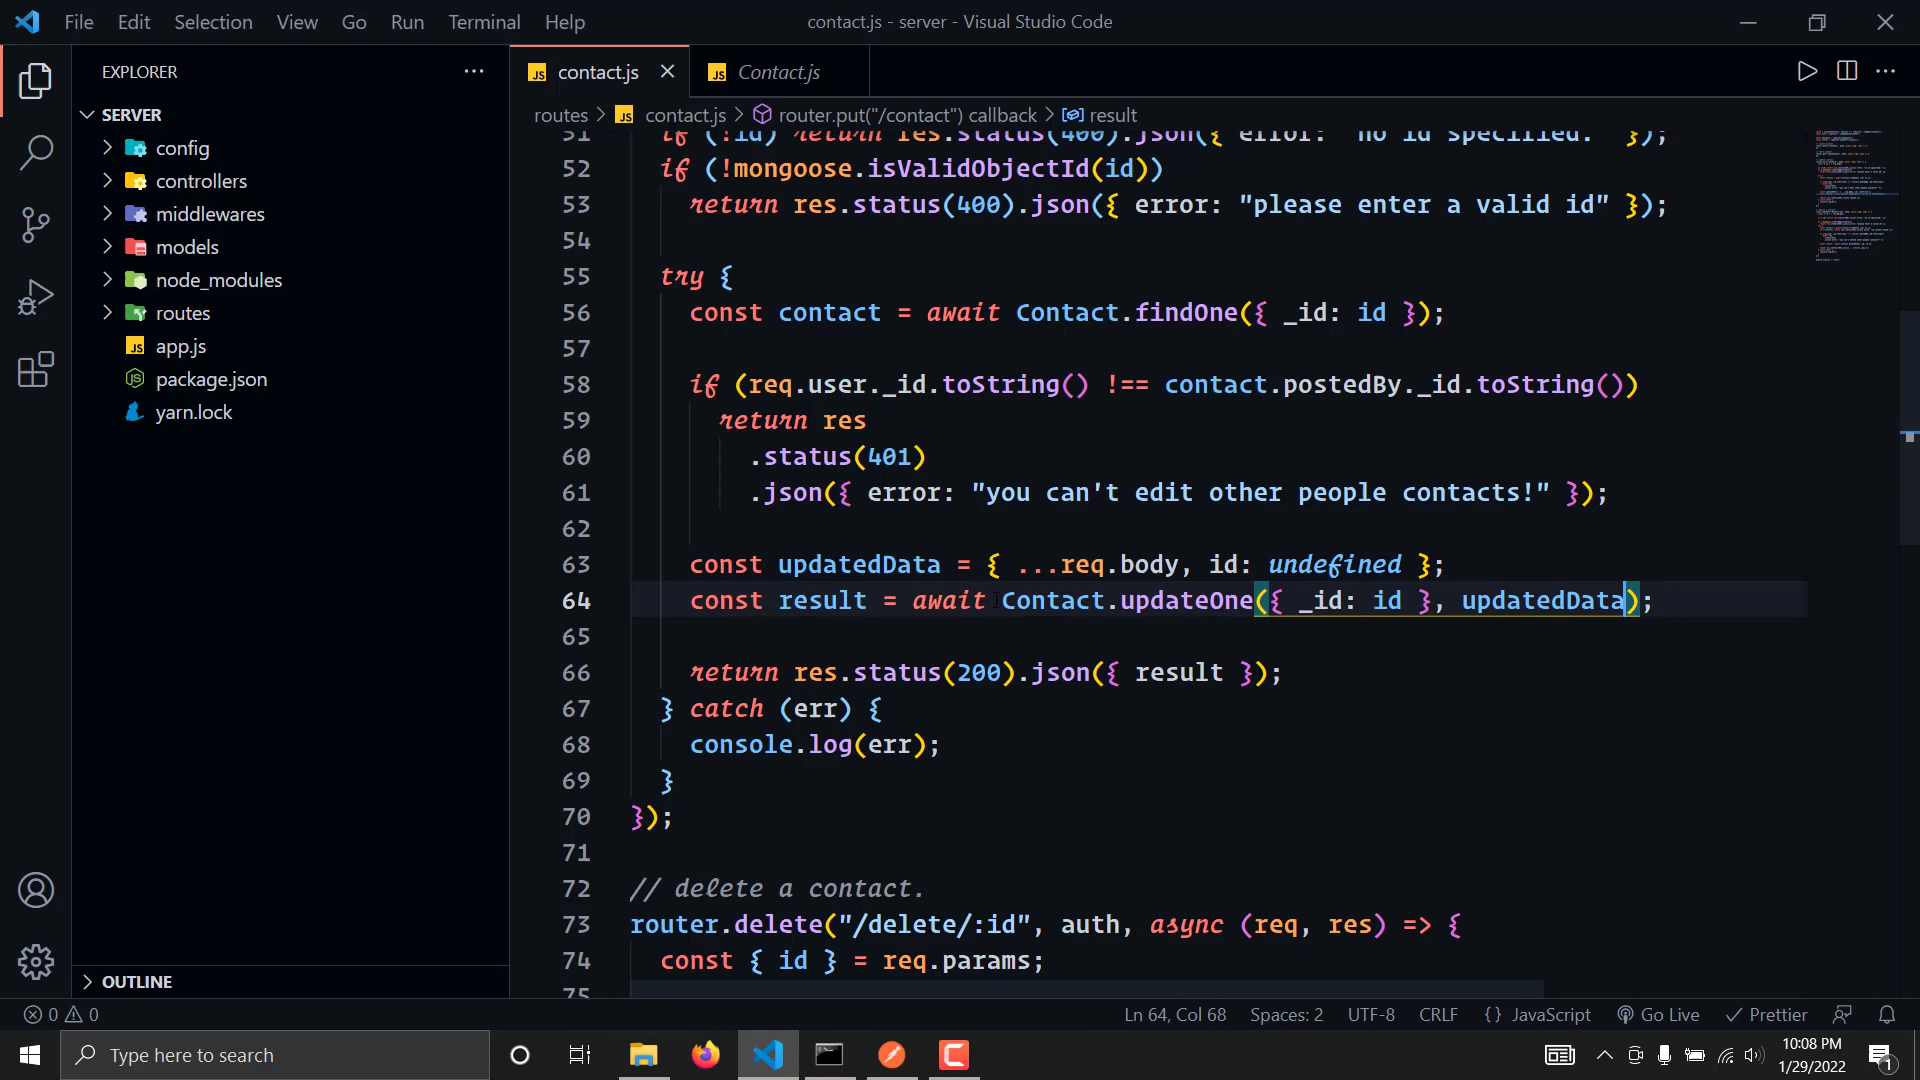 File Edit Selection View Go Run Terminal Help
contact.js - server - Visual Studio Code
EXPLORER
SERVER
config
controllers
middlewares
models
node_modules
routes
app.js
package.json
yarn.lock
OUTLINE
contact.js
Contact.js
routes > contact.js > router.put("/contact") callback > result
51 if (!id) return res.status(400).json({ error: "no id specified." });
52 if (!mongoose.isValidObjectId(id))
53 return res.status(400).json({ error: "please enter a valid id" });
54
55 try {
56 const contact = await Contact.findOne({ _id: id });
57
58 if (req.user._id.toString() !== contact.postedBy._id.toString())
59 return res
60 .status(401)
61 .json({ error: "you can't edit other people contacts!" });
62
63 const updatedData = { ...req.body, id: undefined };
64 const result = await Contact.updateOne({ _id: id }, updatedData);
65
66 return res.status(200).json({ result });
67 } catch (err) {
68 console.log(err);
69 }
70 });
71
72 // delete a contact.
73 router.delete("/delete/:id", auth, async (req, res) => {
74 const { id } = req.params;
75
0 0
Ln 64, Col 68 Spaces: 2 UTF-8 CRLF {} JavaScript Go Live Prettier
Type here to search
10:08 PM
1/29/2022
1